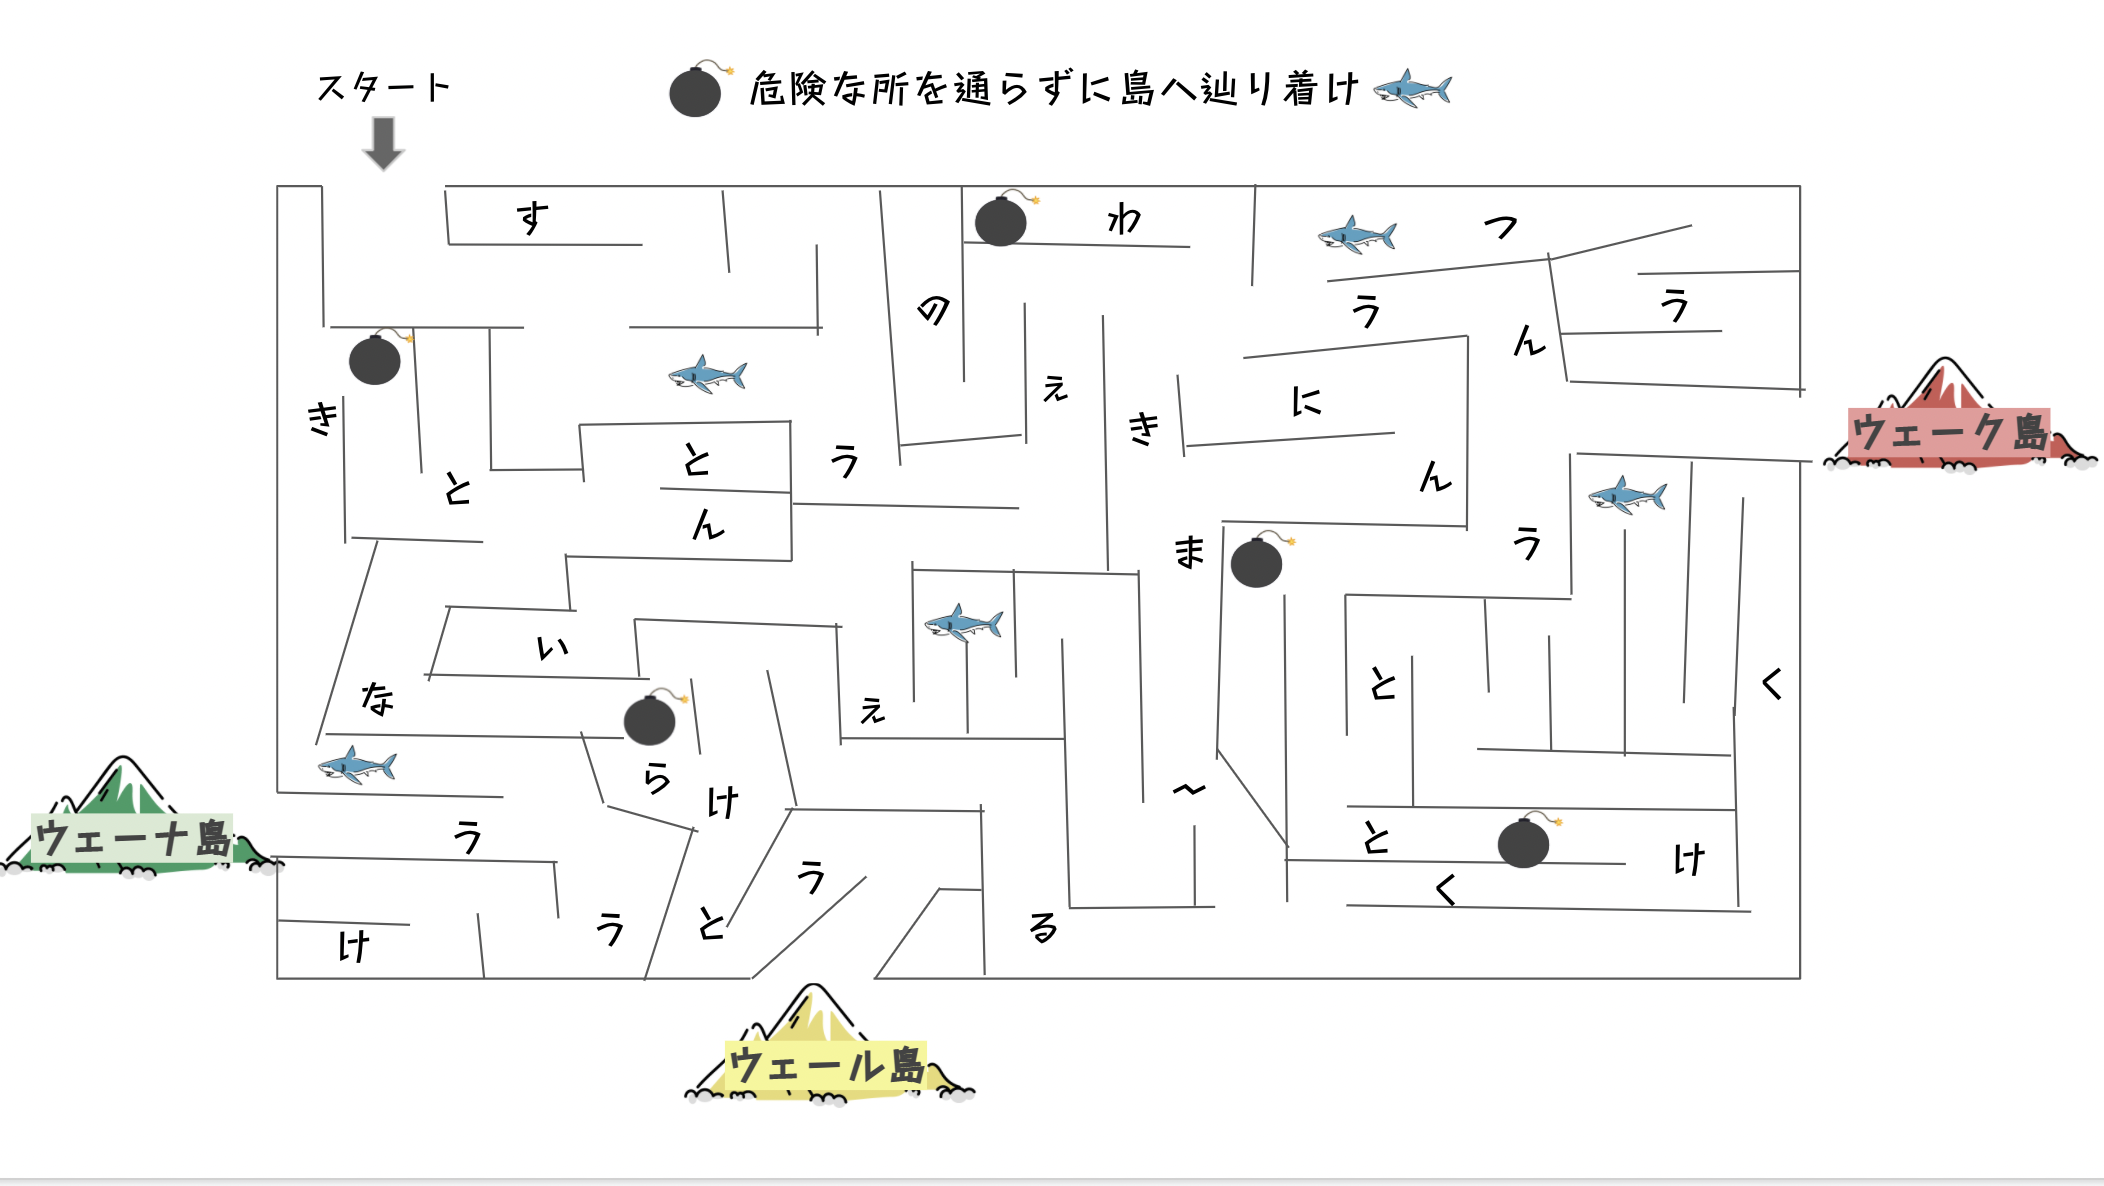 スタート
危険な所を通らずに島へ辿り着け
す
わ
つ
の
う
う
ん
え
に
き
き
と
う
ん
と
ん
ま
う
い
と
く
な
え
ら
け
～
う
と
け
う
く
う
と
る
け
ウェーク島
ウェーナ島
ウェール島